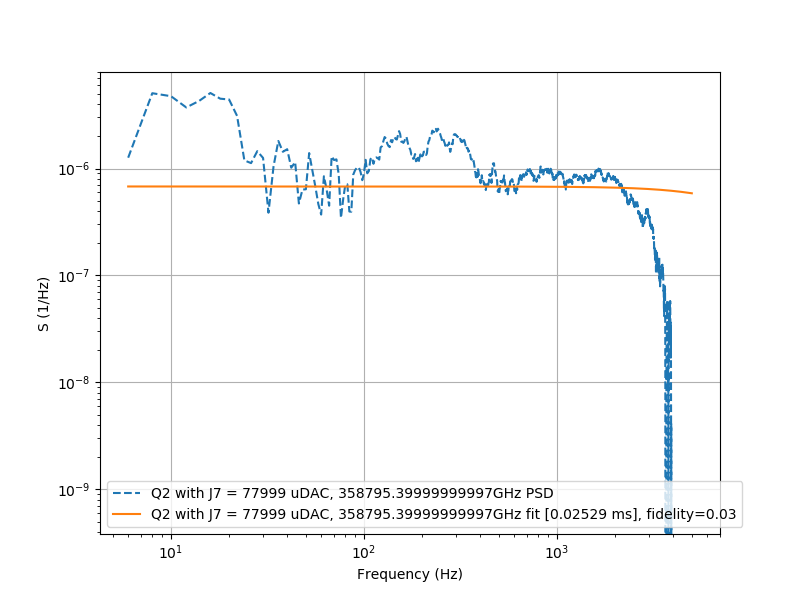 10⁻⁶
10⁻⁷
10⁻⁸
10⁻⁹
S (1/Hz)
Q2 with J7 = 77999 uDAC, 358795.39999999997GHz PSD
Q2 with J7 = 77999 uDAC, 358795.39999999997GHz fit [0.02529 ms], fidelity=0.03
10¹ 10² 10³
Frequency (Hz)